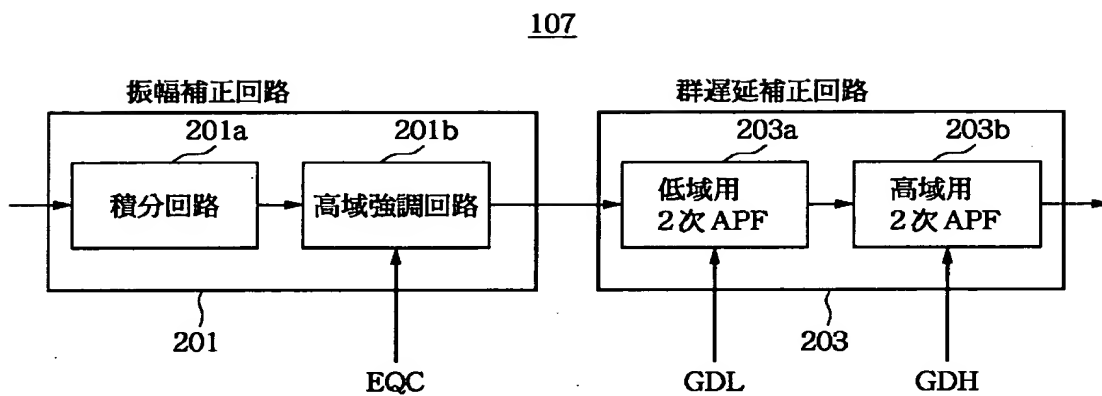 107
振幅補正回路
群遅延補正回路
201a
201b
203a
203b
積分回路
高域強調回路
低域用
2次APF
高域用
2次APF
201
203
EQC
GDL
GDH